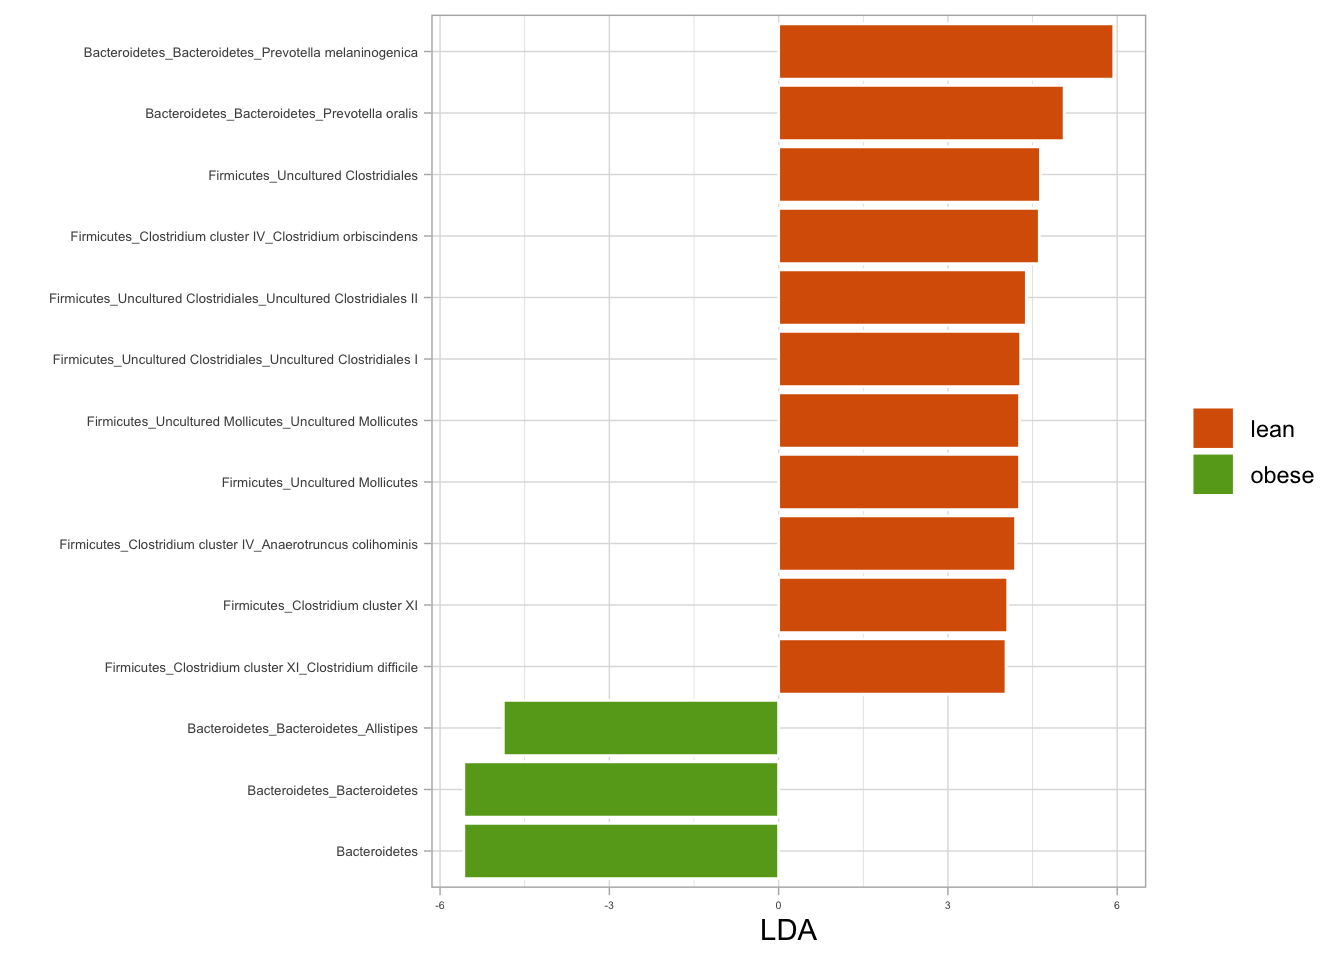 Bacteroidetes_Bacteroidetes_Prevotella melaninogenica
Bacteroidetes_Bacteroidetes_Prevotella oralis
Firmicutes_Uncultured Clostridiales
Firmicutes_Clostridium cluster IV_Clostridium orbiscindens
Firmicutes_Uncultured Clostridiales_Uncultured Clostridiales II
Firmicutes_Uncultured Clostridiales_Uncultured Clostridiales I
Firmicutes_Uncultured Mollicutes_Uncultured Mollicutes
Firmicutes_Uncultured Mollicutes
Firmicutes_Clostridium cluster IV_Anaerotruncus colihominis
Firmicutes_Clostridium cluster XI
Firmicutes_Clostridium cluster XI_Clostridium difficile
Bacteroidetes_Bacteroidetes_Allistipes
Bacteroidetes_Bacteroidetes
Bacteroidetes
-6 -3 0 3 6
LDA
lean
obese